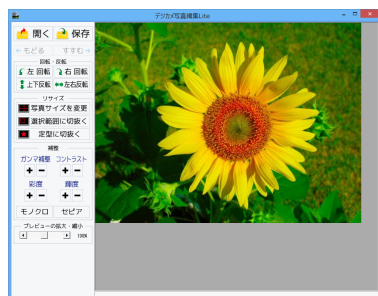 デジカメ写真編集Lite
開く 保存
もどる すすむ
回転・反転
左 回転 右 回転
上下反転 左右反転
リサイズ
写真サイズを変更
選択範囲に切抜く
定型に切抜く
補整
ガンマ補整 コントラスト
+ - + -
彩度 輝度
+ - + -
モノクロ セピア
プレビューの拡大・縮小
100%